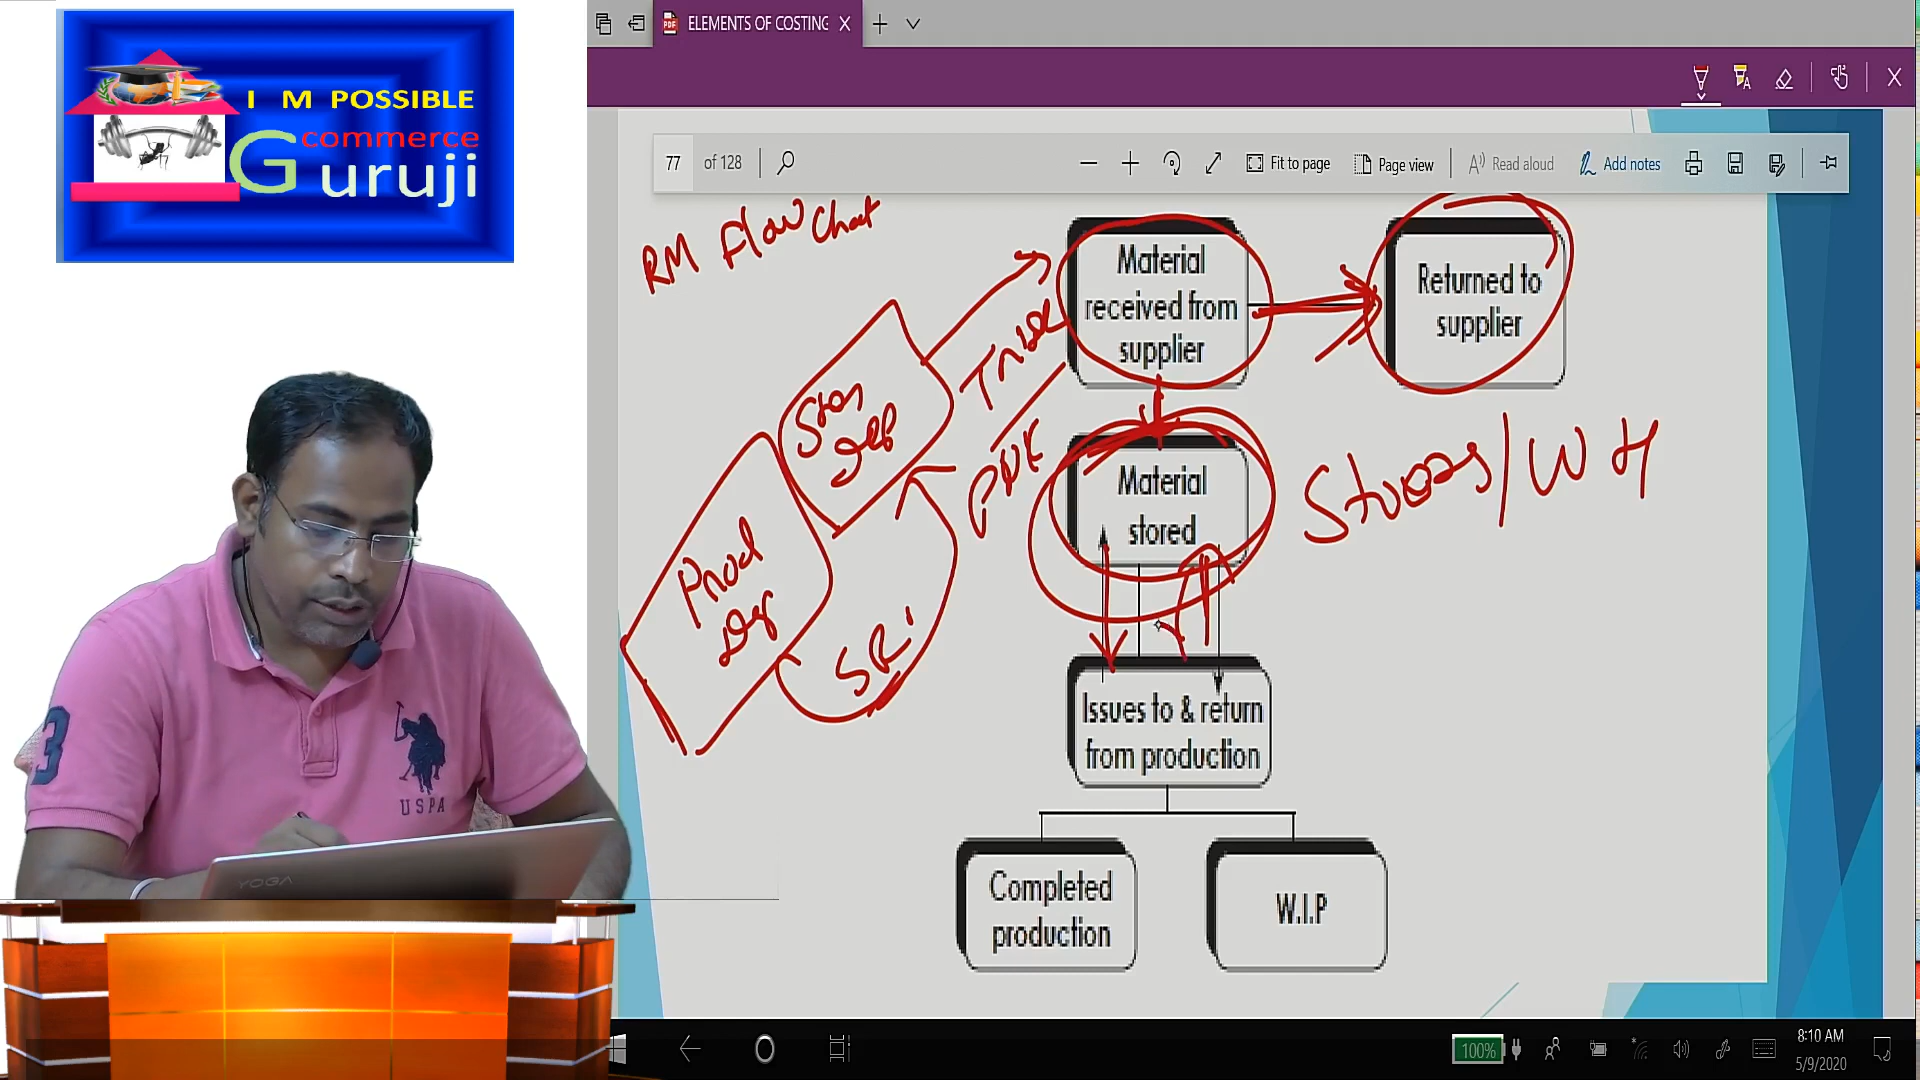 I M POSSIBLE
commerce
Guruji
ELEMENTS OF COSTING
77 of 128
Fit to page
Page view
Read aloud
Add notes
RM Flow Chat
Material
received from
supplier
Returned to
supplier
Material
stored
Stores/WH
Prod
SR
Issues to & return
from production
Completed
production
W.I.P
3
USPA
YOGA
100%
8:10 AM
5/9/2020